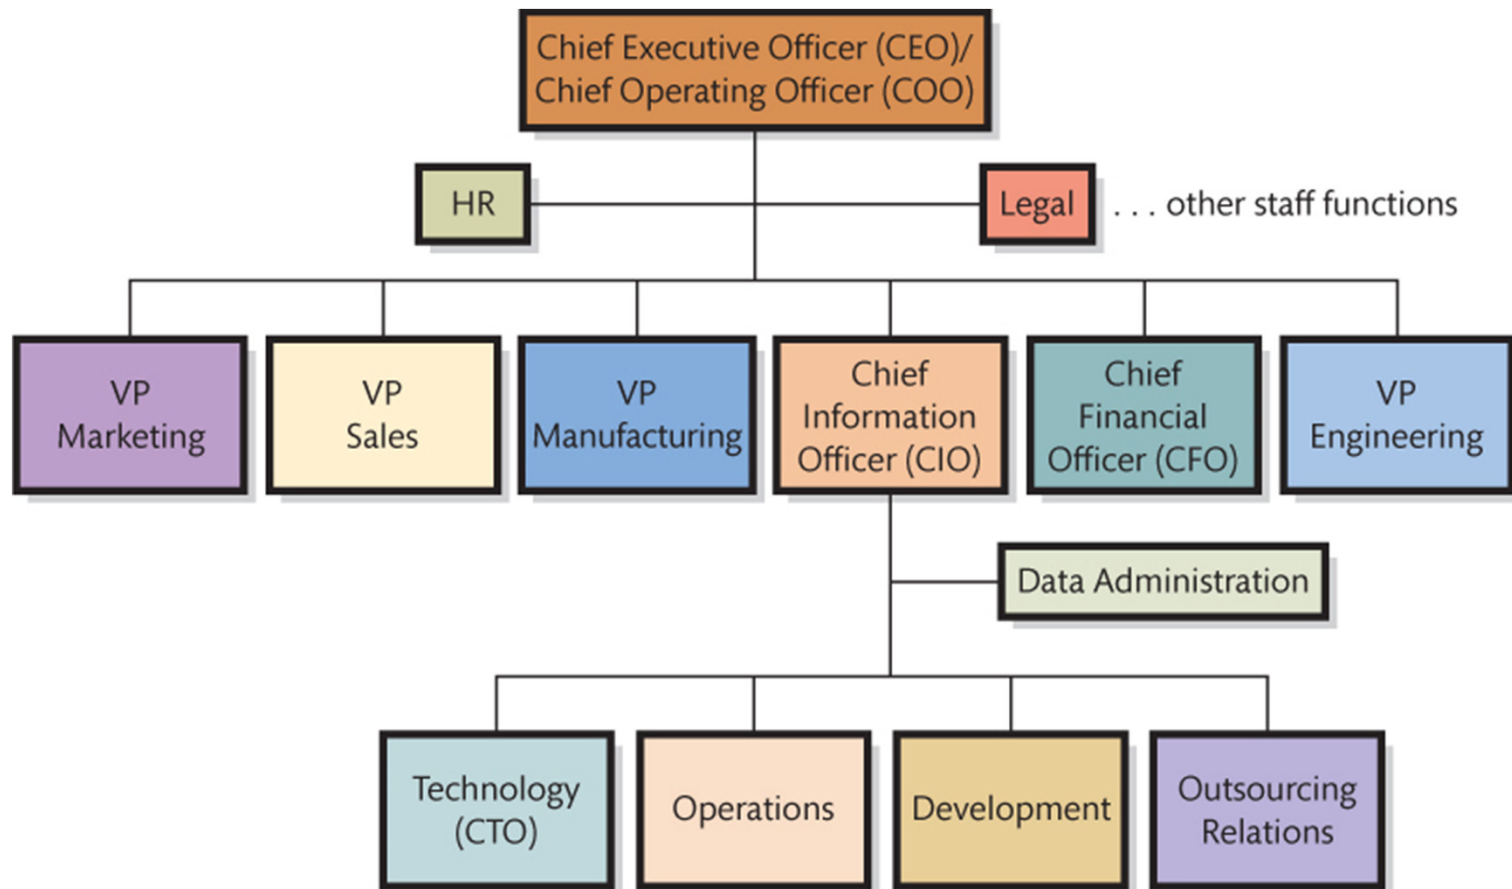 Chief Executive Officer (CEO)/
Chief Operating Officer (COO)
HR
Legal
. . . other staff functions
VP
Marketing
VP
Sales
VP
Manufacturing
Chief
Information
Officer (CIO)
Chief
Financial
Officer (CFO)
VP
Engineering
Data Administration
Technology
(CTO)
Operations
Development
Outsourcing
Relations